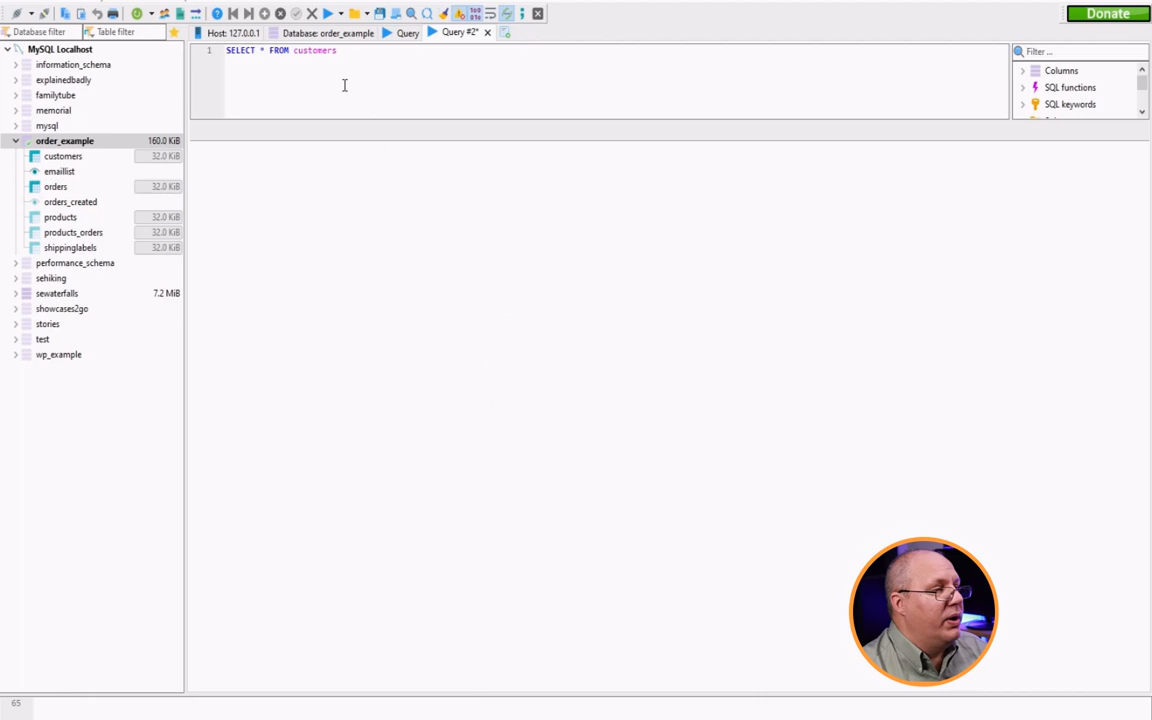 Donate
Database filter
Table filter
Host: 127.0.0.1
Database: order_example
Query
Query #2*
MySQL Localhost
information_schema
explainedbadly
familytube
memorial
mysql
order_example 160.0 KiB
customers 32.0 KiB
emaillist
orders 32.0 KiB
orders_created
products 32.0 KiB
products_orders 32.0 KiB
shippinglabels 32.0 KiB
performance_schema
sehiking
sewaterfalls 7.2 MiB
showcases2go
stories
test
wp_example
1 SELECT * FROM customers
Filter ...
Columns
SQL functions
SQL keywords
65